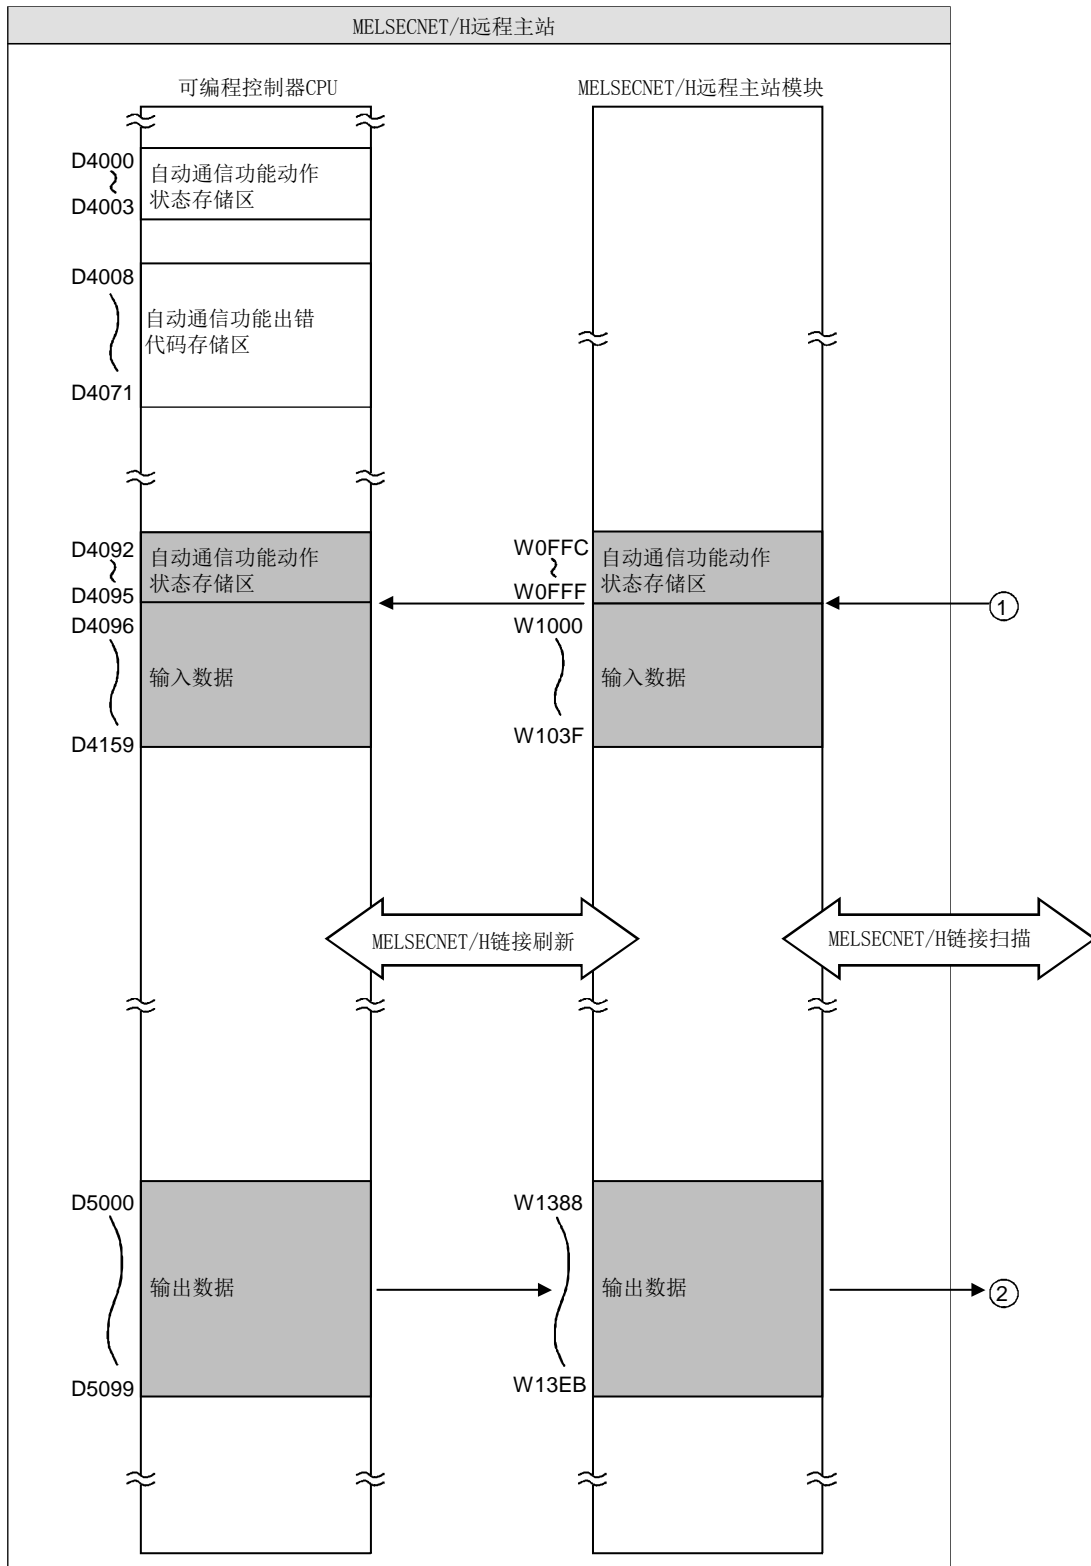 MELSECNET/H远程主站
可编程控制器CPU
MELSECNET/H远程主站模块
D4000
D4003
自动通信功能动作
状态存储区
D4008
D4071
自动通信功能出错
代码存储区
D4092
D4095
自动通信功能动作
状态存储区
W0FFC
W0FFF
自动通信功能动作
状态存储区
①
D4096
D4159
输入数据
W1000
W103F
输入数据
MELSECNET/H链接刷新
MELSECNET/H链接扫描
D5000
D5099
输出数据
W1388
W13EB
输出数据
②